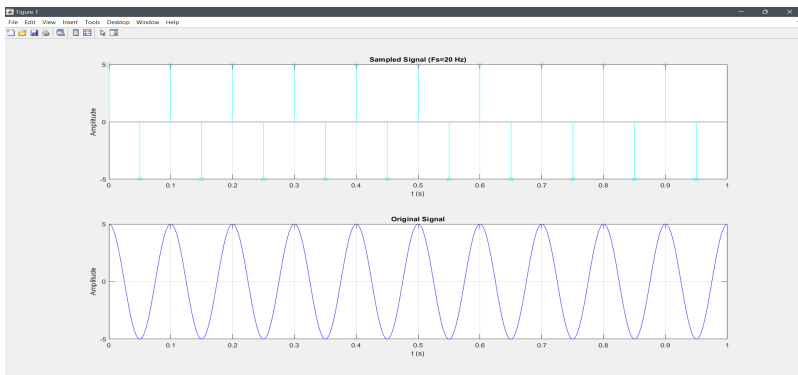 Figure 1
File Edit View Insert Tools Desktop Window Help
Sampled Signal (Fs=20 Hz)
5
0
-5
Amplitude
0 0.1 0.2 0.3 0.4 0.5 0.6 0.7 0.8 0.9 1
t (s)
Original Signal
5
0
-5
Amplitude
0 0.1 0.2 0.3 0.4 0.5 0.6 0.7 0.8 0.9 1
t (s)